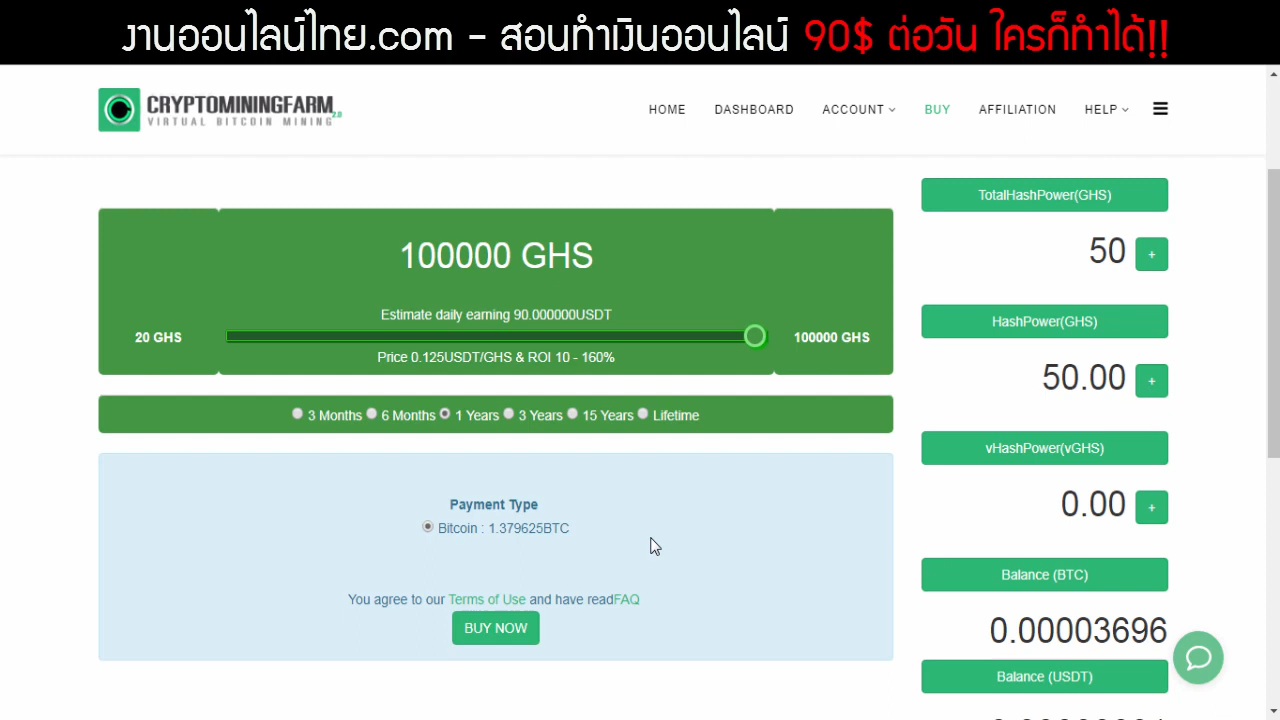 งานออนไลน์ไทย.com - สอนทำเงินออนไลน์ 90$ ต่อวัน ใครก็ทำได้!!
CRYPTOMININGFARM 2.0
VIRTUAL BITCOIN MINING
HOME DASHBOARD ACCOUNT BUY AFFILIATION HELP
100000 GHS
Estimate daily earning 90.000000USDT
20 GHS
100000 GHS
Price 0.125USDT/GHS & ROI 10 - 160%
3 Months 6 Months 1 Years 3 Years 15 Years Lifetime
Payment Type
Bitcoin : 1.379625BTC
You agree to our Terms of Use and have readFAQ
BUY NOW
TotalHashPower(GHS)
50 +
HashPower(GHS)
50.00 +
vHashPower(vGHS)
0.00 +
Balance (BTC)
0.00003696
Balance (USDT)